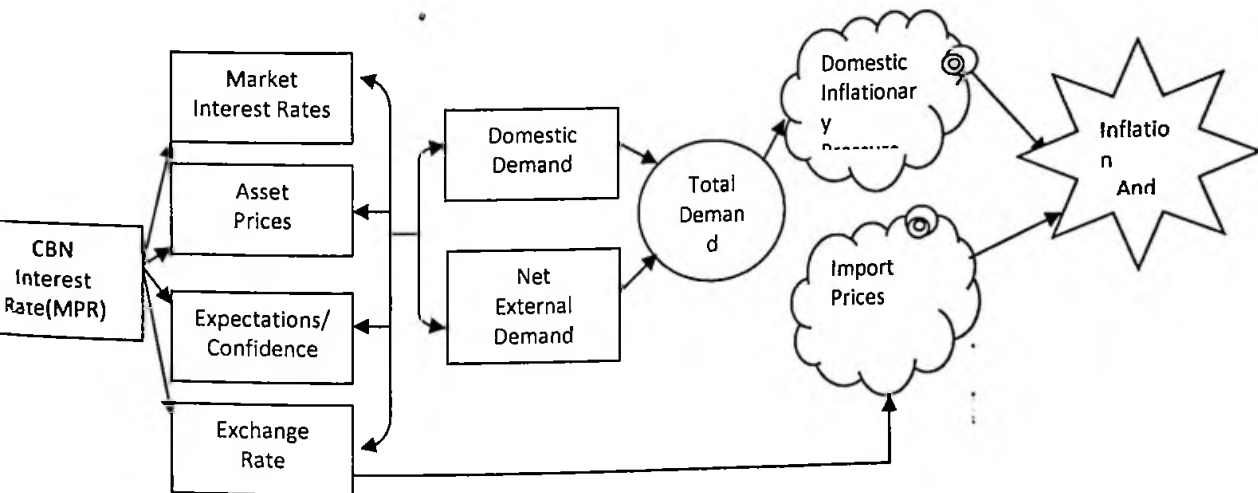 CBN
Interest
Rate(MPR)
Market
Interest Rates
Asset
Prices
Expectations/
Confidence
Exchange
Rate
Domestic
Demand
Net
External
Demand
Total
Deman
d
Domestic
Inflationar
y
Import
Prices
Inflatio
n
And